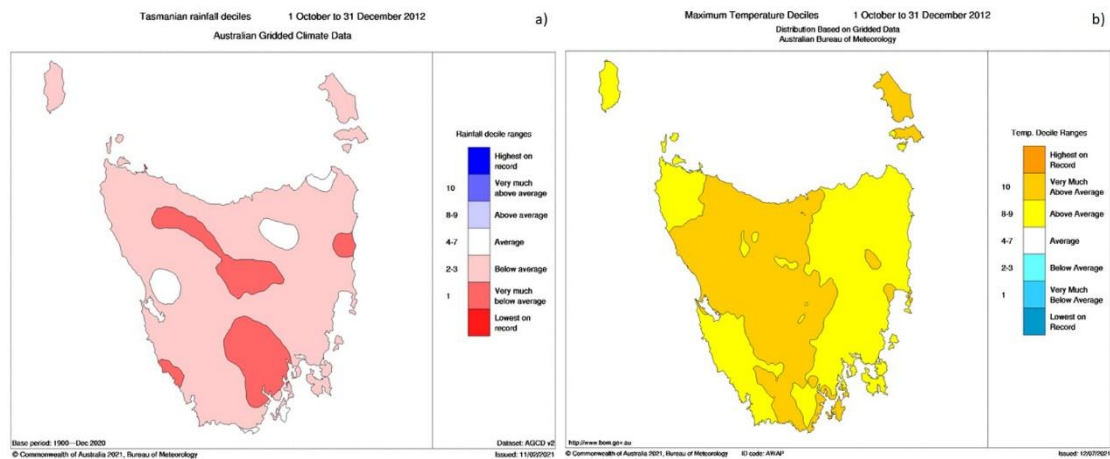 Tasmanian rainfall deciles 1 October to 31 December 2012 a)
Australian Gridded Climate Data
Rainfall decile ranges
Highest on
record
10 Very much
above average
8-9 Above average
4-7 Average
2-3 Below average
1 Very much
below average
Lowest on
record
Base period: 1900—Dec 2020 Dataset: AGCD v2
© Commonwealth of Australia 2021, Bureau of Meteorology Issued: 11/02/2021
Maximum Temperature Deciles 1 October to 31 December 2012 b)
Distribution Based on Gridded Data
Australian Bureau of Meteorology
Temp. Decile Ranges
Highest on
Record
10 Very Much
Above Average
8-9 Above Average
4-7 Average
2-3 Below Average
1 Very Much
Below Average
Lowest on
Record
http://www.bom.gov.au
© Commonwealth of Australia 2021, Bureau of Meteorology ID code: AWAP Issued: 12/07/2021